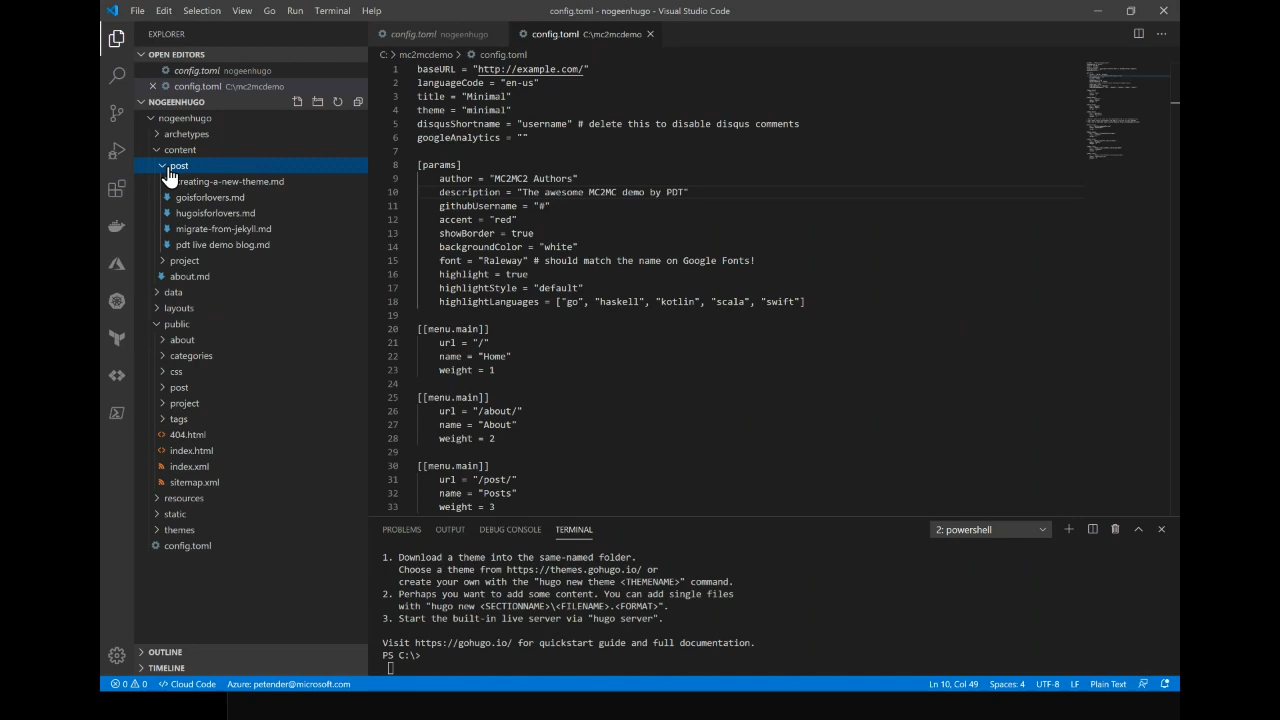 File Edit Selection View Go Run Terminal Help
config.toml - nogeenhugo - Visual Studio Code
EXPLORER
OPEN EDITORS
config.toml nogeenhugo
config.toml C:\mc2mcdemo
NOGEENHUGO
nogeenhugo
archetypes
content
post
creating-a-new-theme.md
goisforlovers.md
hugoisforlovers.md
migrate-from-jekyll.md
pdt live demo blog.md
project
about.md
data
layouts
public
about
categories
css
post
project
tags
404.html
index.html
index.xml
sitemap.xml
resources
static
themes
config.toml
OUTLINE
TIMELINE
config.toml nogeenhugo
config.toml C:\mc2mcdemo
C: > mc2mcdemo > config.toml
1 baseURL = "http://example.com/"
2 languageCode = "en-us"
3 title = "Minimal"
4 theme = "minimal"
5 disqusShortname = "username" # delete this to disable disqus comments
6 googleAnalytics = ""
7
8 [params]
9 author = "MC2MC2 Authors"
10 description = "The awesome MC2MC demo by PDT"
11 githubUsername = "#"
12 accent = "red"
13 showBorder = true
14 backgroundColor = "white"
15 font = "Raleway" # should match the name on Google Fonts!
16 highlight = true
17 highlightStyle = "default"
18 highlightLanguages = ["go", "haskell", "kotlin", "scala", "swift"]
19
20 [[menu.main]]
21 url = "/"
22 name = "Home"
23 weight = 1
24
25 [[menu.main]]
26 url = "/about/"
27 name = "About"
28 weight = 2
29
30 [[menu.main]]
31 url = "/post/"
32 name = "Posts"
33 weight = 3
PROBLEMS OUTPUT DEBUG CONSOLE TERMINAL
2: powershell
1. Download a theme into the same-named folder.
Choose a theme from https://themes.gohugo.io/ or
create your own with the "hugo new theme <THEMENAME>" command.
2. Perhaps you want to add some content. You can add single files
with "hugo new <SECTIONNAME>\<FILENAME>.<FORMAT>".
3. Start the built-in live server via "hugo server".
Visit https://gohugo.io/ for quickstart guide and full documentation.
PS C:\>
0 0 Cloud Code Azure: petender@microsoft.com
Ln 10, Col 49 Spaces: 4 UTF-8 LF Plain Text